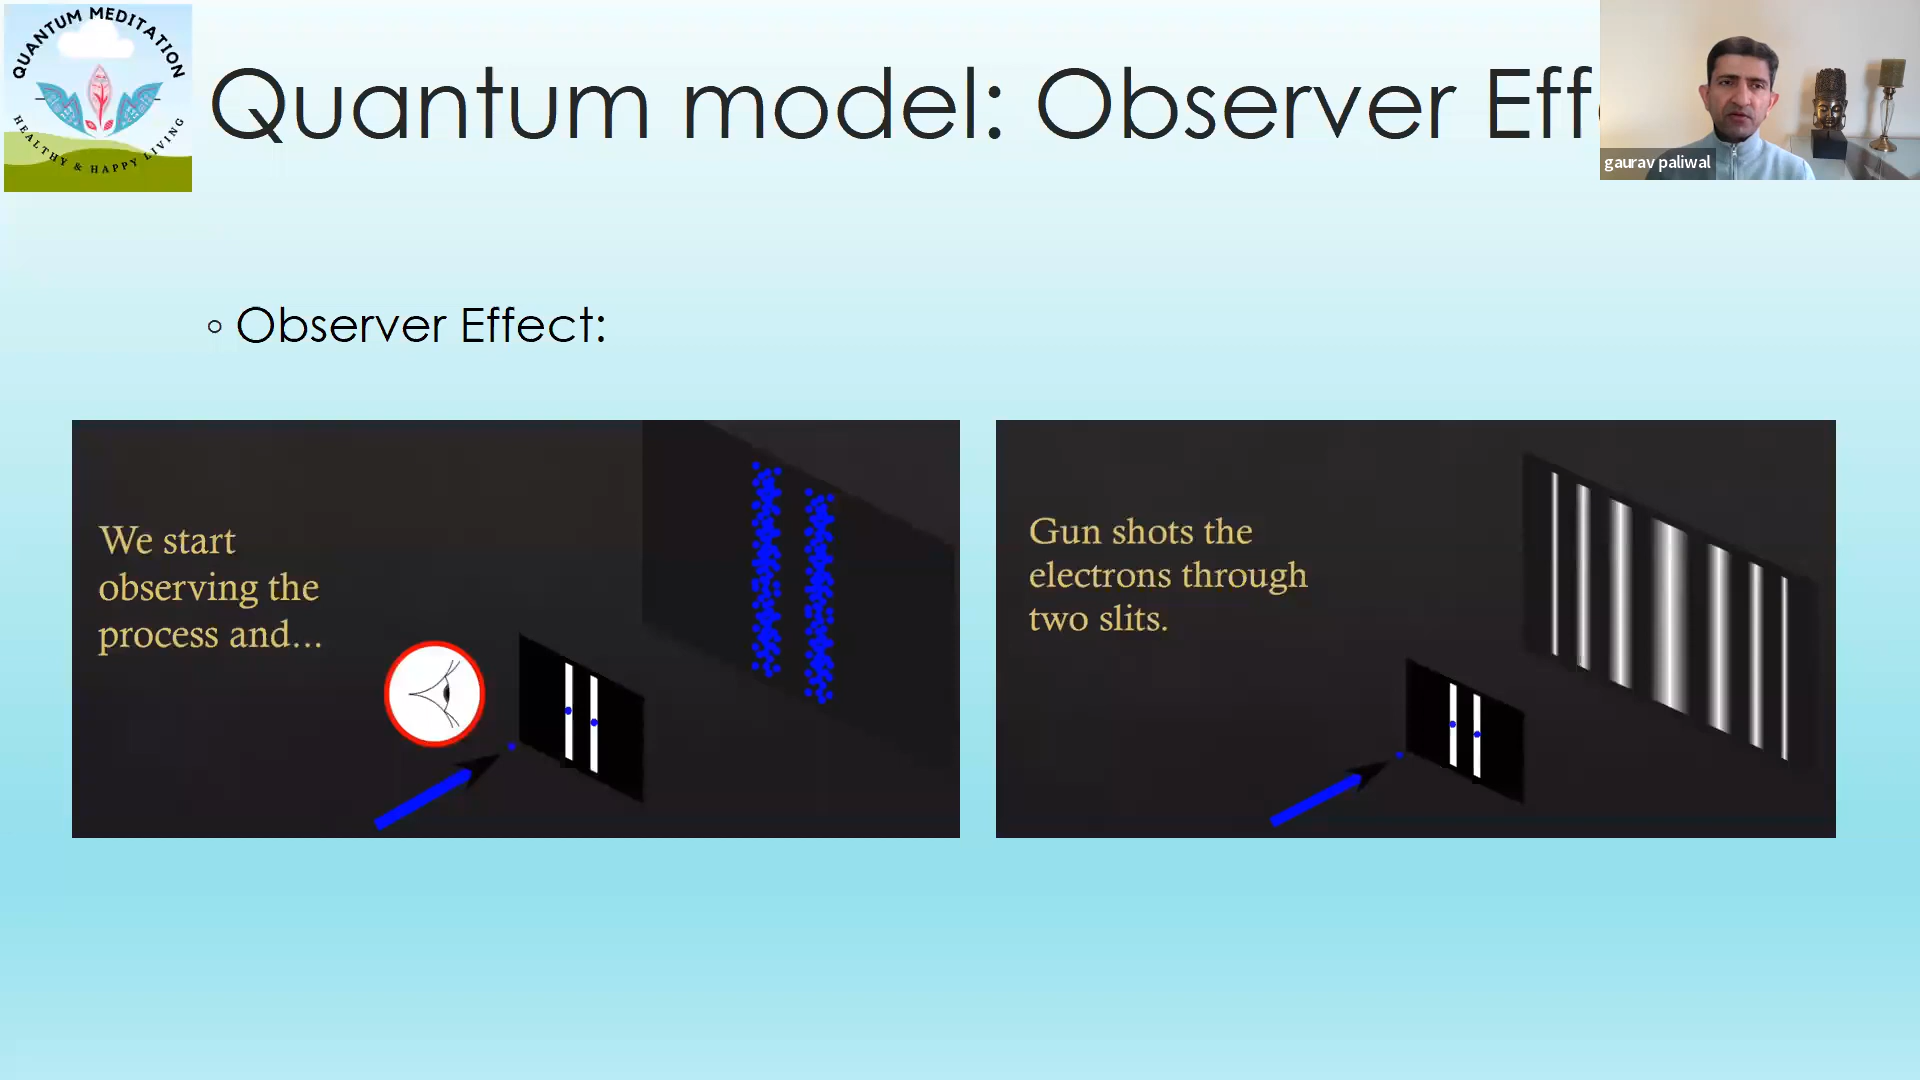 QUANTUM MEDITATION
HEALTHY & HAPPY LIVING
Quantum model: Observer Eff
gaurav paliwal
Observer Effect:
We start
observing the
process and...
Gun shots the
electrons through
two slits.